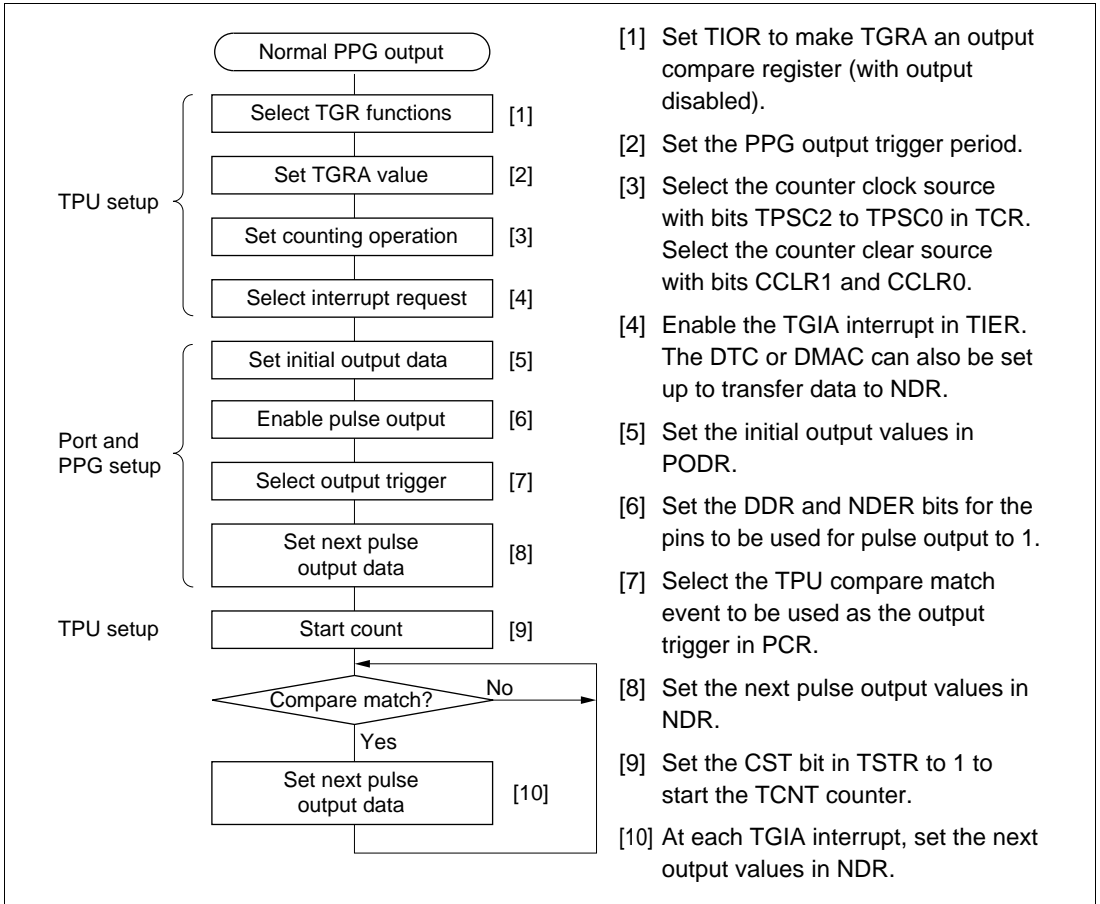 Normal PPG output
TPU setup
Select TGR functions [1]
Set TGRA value [2]
Set counting operation [3]
Select interrupt request [4]
Port and
PPG setup
Set initial output data [5]
Enable pulse output [6]
Select output trigger [7]
Set next pulse
output data [8]
TPU setup
Start count [9]
Compare match?
No
Yes
Set next pulse
output data [10]
[1] Set TIOR to make TGRA an output
compare register (with output
disabled).
[2] Set the PPG output trigger period.
[3] Select the counter clock source
with bits TPSC2 to TPSC0 in TCR.
Select the counter clear source
with bits CCLR1 and CCLR0.
[4] Enable the TGIA interrupt in TIER.
The DTC or DMAC can also be set
up to transfer data to NDR.
[5] Set the initial output values in
PODR.
[6] Set the DDR and NDER bits for the
pins to be used for pulse output to 1.
[7] Select the TPU compare match
event to be used as the output
trigger in PCR.
[8] Set the next pulse output values in
NDR.
[9] Set the CST bit in TSTR to 1 to
start the TCNT counter.
[10] At each TGIA interrupt, set the next
output values in NDR.